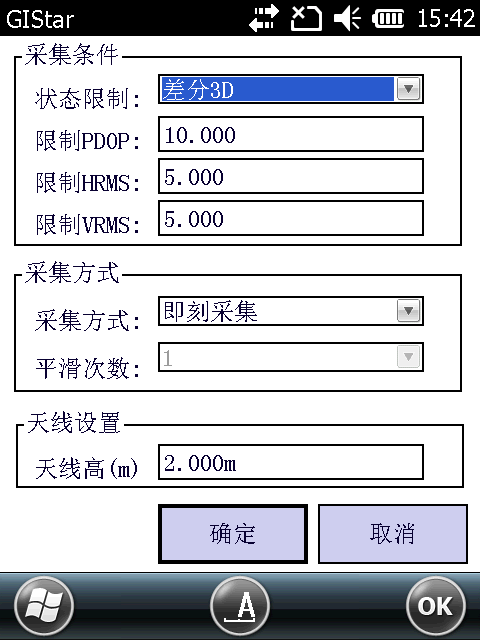 GIStar 15:42
采集条件
状态限制: 差分3D
限制PDOP: 10.000
限制HRMS: 5.000
限制VRMS: 5.000
采集方式
采集方式: 即刻采集
平滑次数: 1
天线设置
天线高(m) 2.000m
确定 取消
A OK